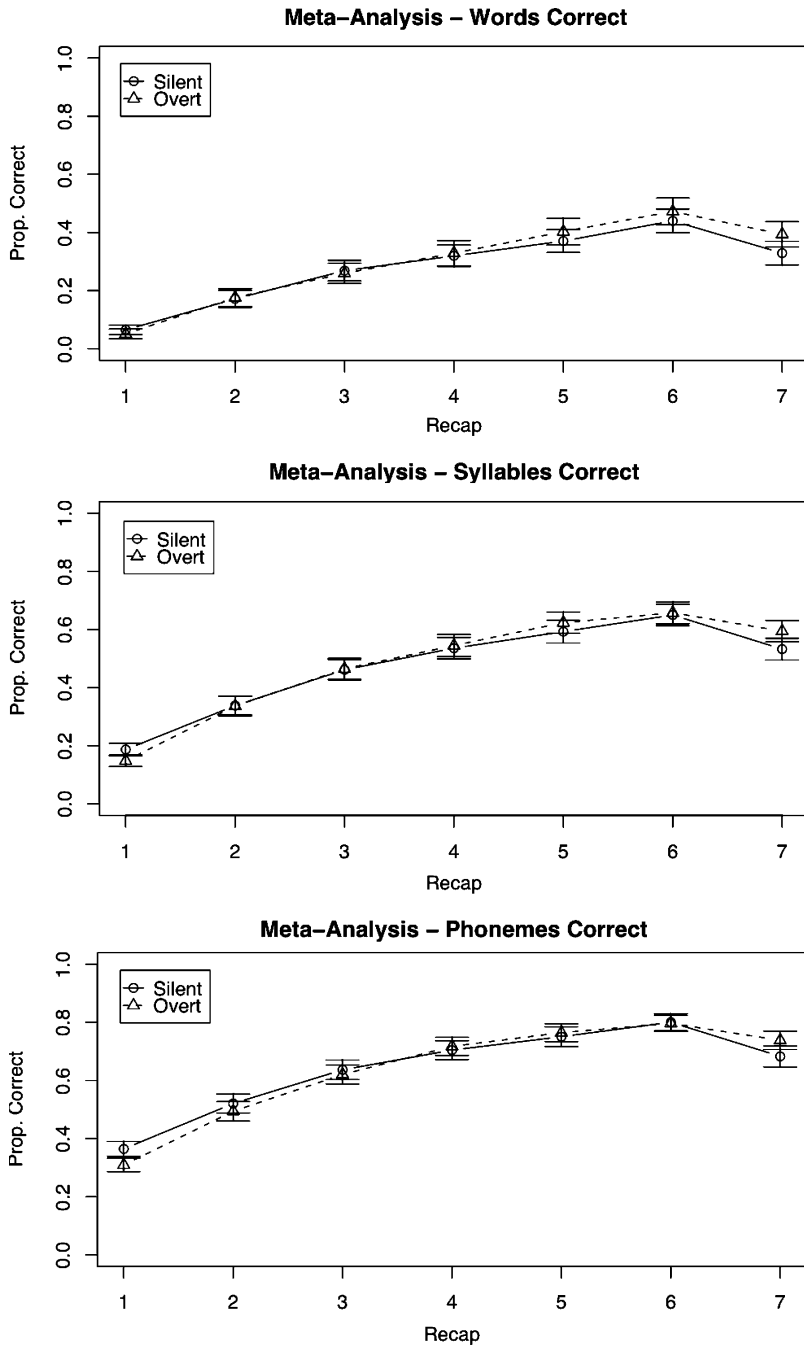 Meta−Analysis − Words Correct
Silent
Overt
Prop. Correct
1.0
0.8
0.6
0.4
0.2
0.0
1 2 3 4 5 6 7
Recap
Meta−Analysis − Syllables Correct
Silent
Overt
Prop. Correct
1.0
0.8
0.6
0.4
0.2
0.0
1 2 3 4 5 6 7
Recap
Meta−Analysis − Phonemes Correct
Silent
Overt
Prop. Correct
1.0
0.8
0.6
0.4
0.2
0.0
1 2 3 4 5 6 7
Recap